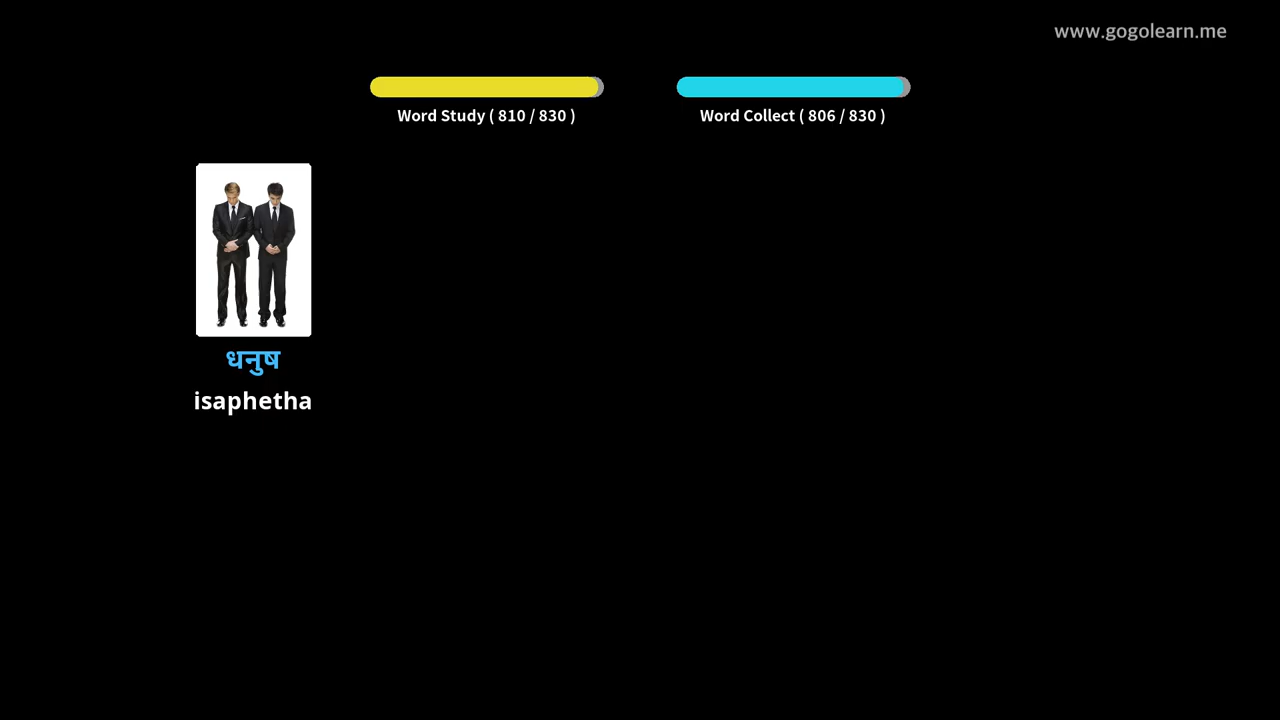 www.gogolearn.me
Word Study ( 810 / 830 )
Word Collect ( 806 / 830 )
धनुष
isaphetha